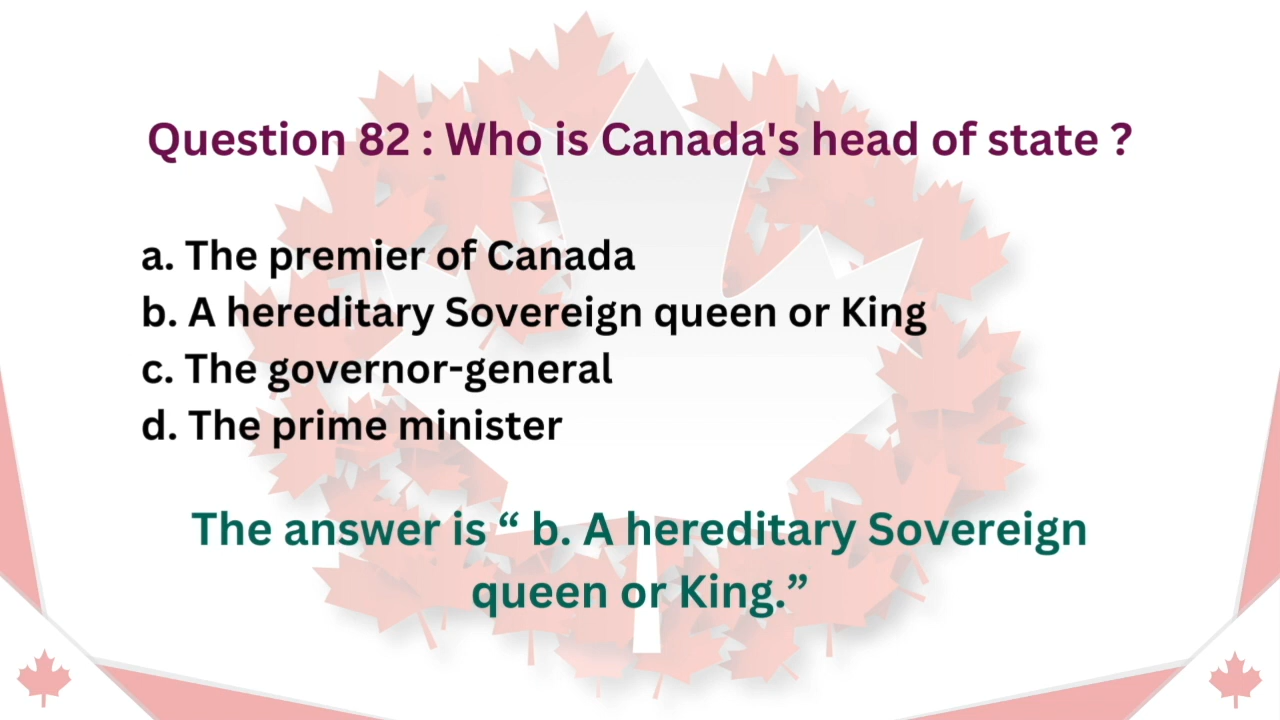 Question 82 : Who is Canada's head of state ?
a. The premier of Canada
b. A hereditary Sovereign queen or King
c. The governor-general
d. The prime minister
The answer is “ b. A hereditary Sovereign
queen or King.”